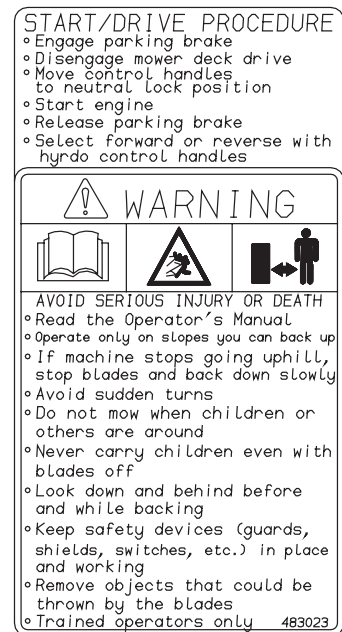 START/DRIVE PROCEDURE
° Engage parking brake
° Disengage mower deck drive
° Move control handles
to neutral lock position
° Start engine
° Release parking brake
° Select forward or reverse with
hyrdo control handles
WARNING
AVOID SERIOUS INJURY OR DEATH
° Read the Operator's Manual
° Operate only on slopes you can back up
° If machine stops going uphill,
stop blades and back down slowly
° Avoid sudden turns
° Do not mow when children or
others are around
° Never carry children even with
blades off
° Look down and behind before
and while backing
° Keep safety devices (guards,
shields, switches, etc.) in place
and working
° Remove objects that could be
thrown by the blades
° Trained operators only 483023